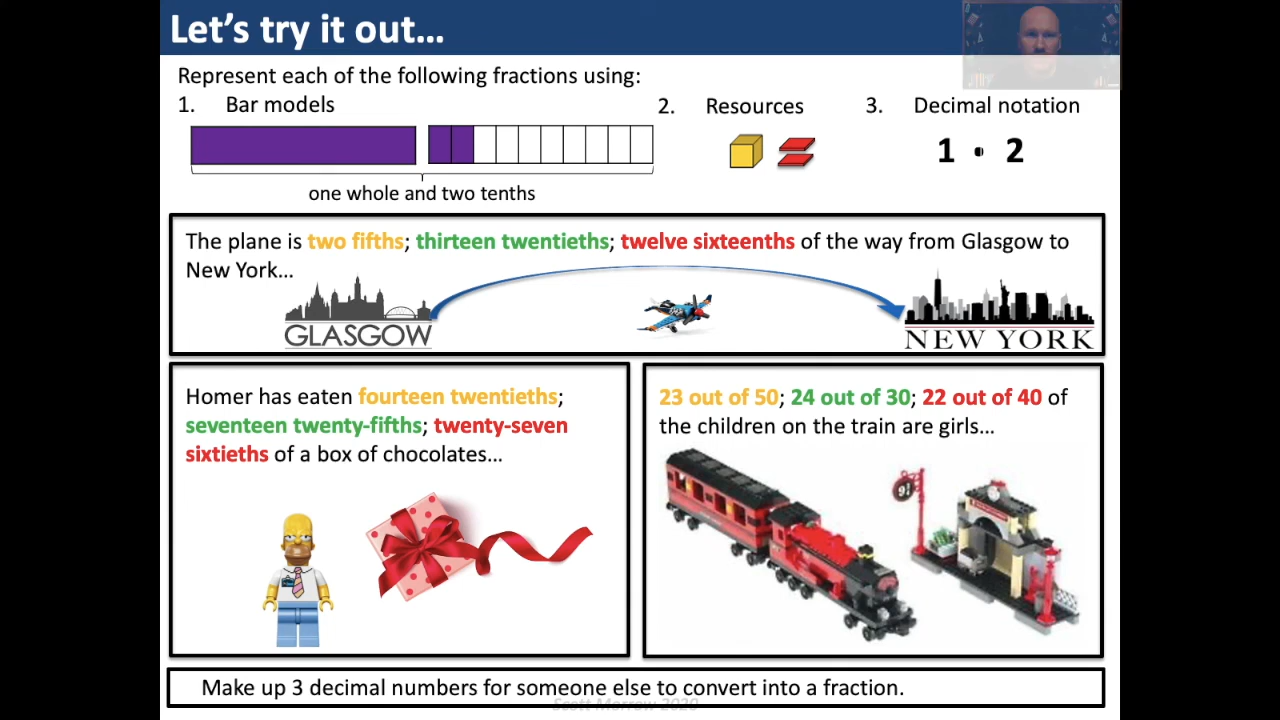 Let's try it out...
Represent each of the following fractions using:
1. Bar models
2. Resources
3. Decimal notation
1 · 2
one whole and two tenths
The plane is two fifths; thirteen twentieths; twelve sixteenths of the way from Glasgow to
New York...
GLASGOW
NEW YORK
Homer has eaten fourteen twentieths;
seventeen twenty-fifths; twenty-seven
sixtieths of a box of chocolates...
23 out of 50; 24 out of 30; 22 out of 40 of
the children on the train are girls...
Make up 3 decimal numbers for someone else to convert into a fraction.
Scott Morrow 2020